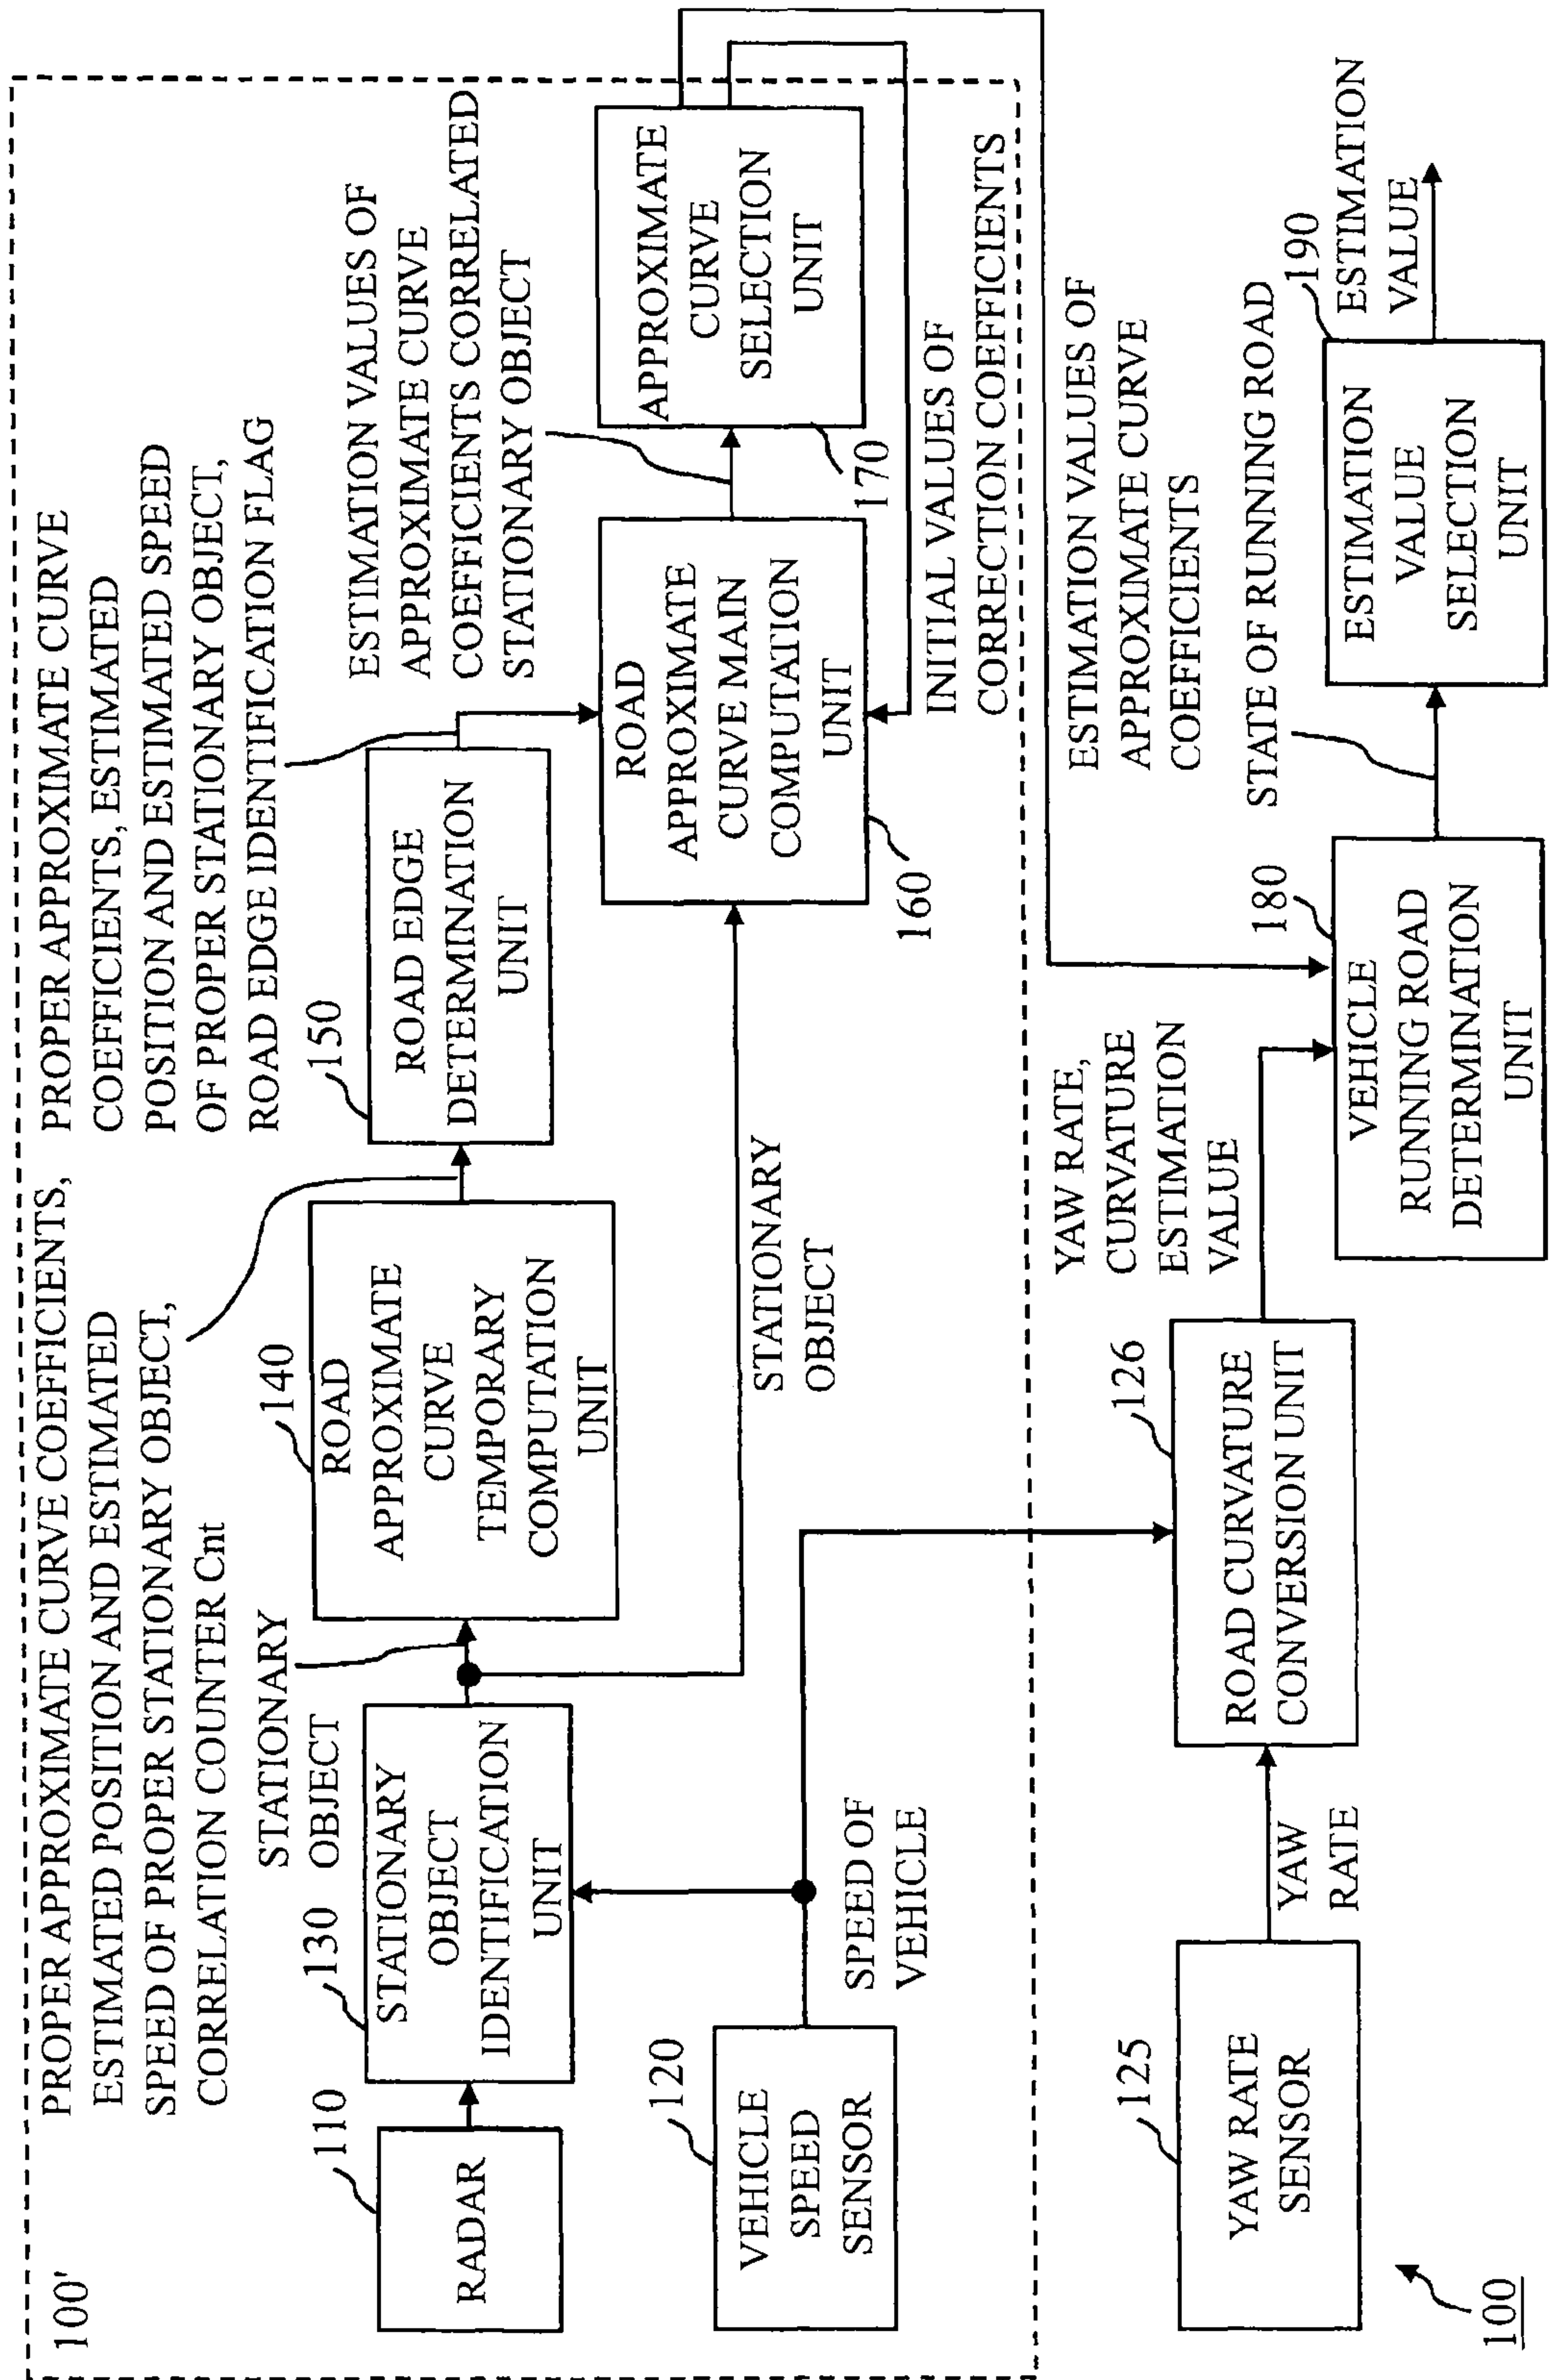 100'
PROPER APPROXIMATE CURVE COEFFICIENTS,
ESTIMATED POSITION AND ESTIMATED
SPEED OF PROPER STATIONARY OBJECT,
CORRELATION COUNTER Cnt
PROPER APPROXIMATE CURVE
COEFFICIENTS, ESTIMATED
POSITION AND ESTIMATED SPEED
OF PROPER STATIONARY OBJECT,
ROAD EDGE IDENTIFICATION FLAG
110
RADAR
130
STATIONARY
OBJECT
IDENTIFICATION
UNIT
STATIONARY
OBJECT
140
ROAD
APPROXIMATE
CURVE
TEMPORARY
COMPUTATION
UNIT
150
ROAD EDGE
DETERMINATION
UNIT
ESTIMATION VALUES OF
APPROXIMATE CURVE
COEFFICIENTS CORRELATED
STATIONARY OBJECT
ROAD
APPROXIMATE
CURVE MAIN
COMPUTATION
UNIT
160
APPROXIMATE
CURVE
SELECTION
UNIT
170
120
VEHICLE
SPEED
SENSOR
SPEED OF
VEHICLE
STATIONARY
OBJECT
INITIAL VALUES OF
CORRECTION COEFFICIENTS
ESTIMATION VALUES OF
APPROXIMATE CURVE
COEFFICIENTS
125
YAW RATE
SENSOR
YAW
RATE
126
ROAD CURVATURE
CONVERSION UNIT
YAW RATE,
CURVATURE
ESTIMATION
VALUE
180
VEHICLE
RUNNING ROAD
DETERMINATION
UNIT
STATE OF RUNNING ROAD
190
ESTIMATION
VALUE
SELECTION
UNIT
ESTIMATION
VALUE
100